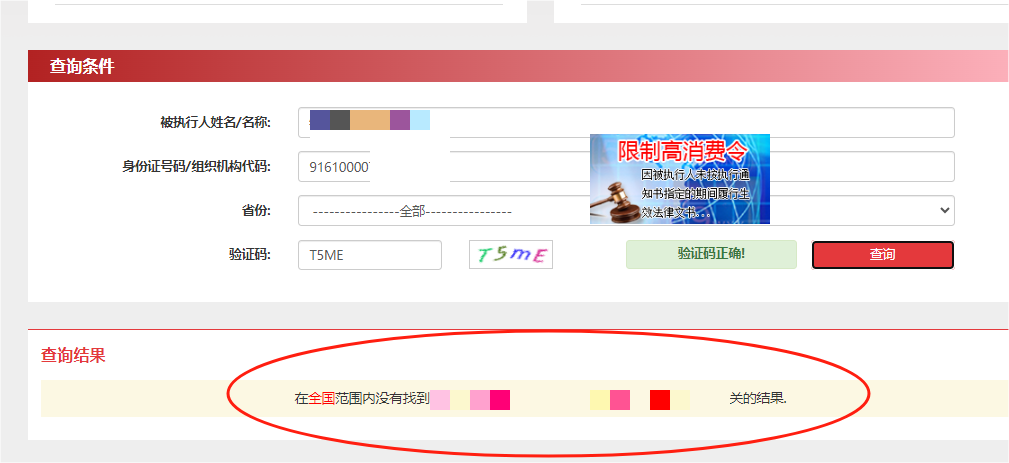 查询条件
被执行人姓名/名称:
身份证号码/组织机构代码: 91610000
省份: ----------------全部----------------
验证码: T5ME T5mE 验证码正确! 查询
限制高消费令
因被执行人未按执行通
知书指定的期间履行生
效法律文书...
查询结果
在全国范围内没有找到 关的结果.